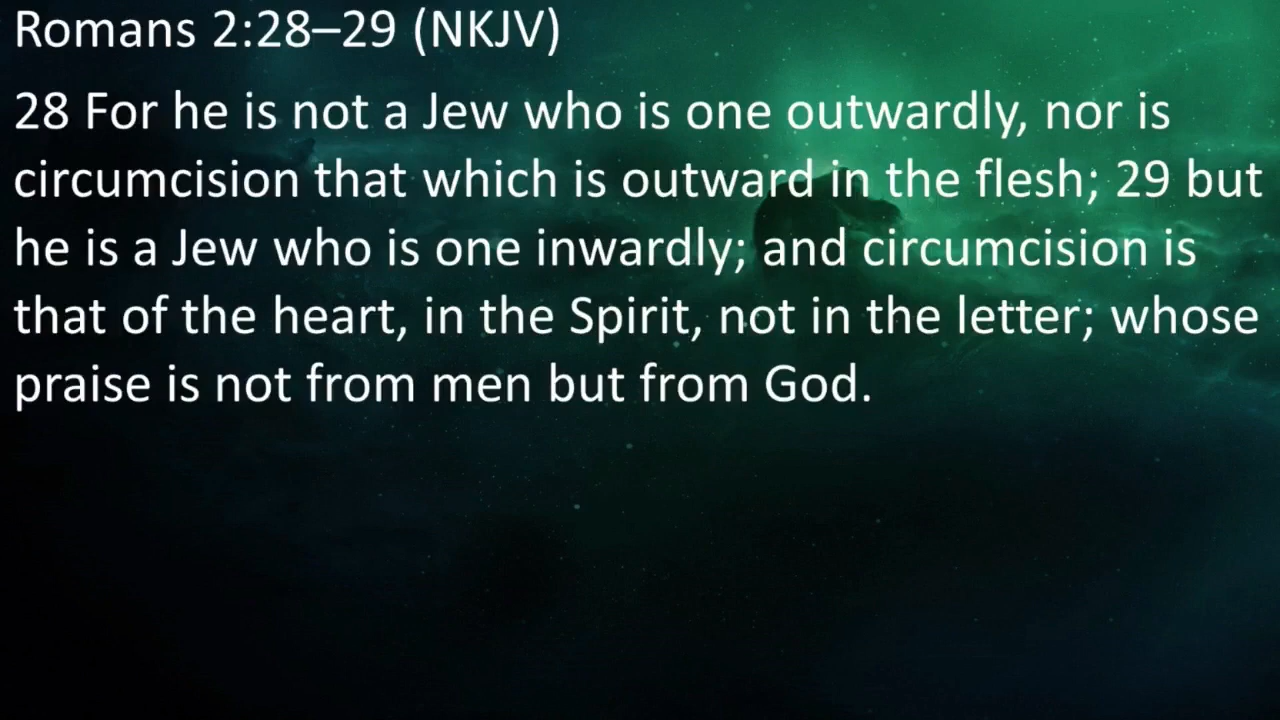 Romans 2:28–29 (NKJV)
28 For he is not a Jew who is one outwardly, nor is
circumcision that which is outward in the flesh; 29 but
he is a Jew who is one inwardly; and circumcision is
that of the heart, in the Spirit, not in the letter; whose
praise is not from men but from God.